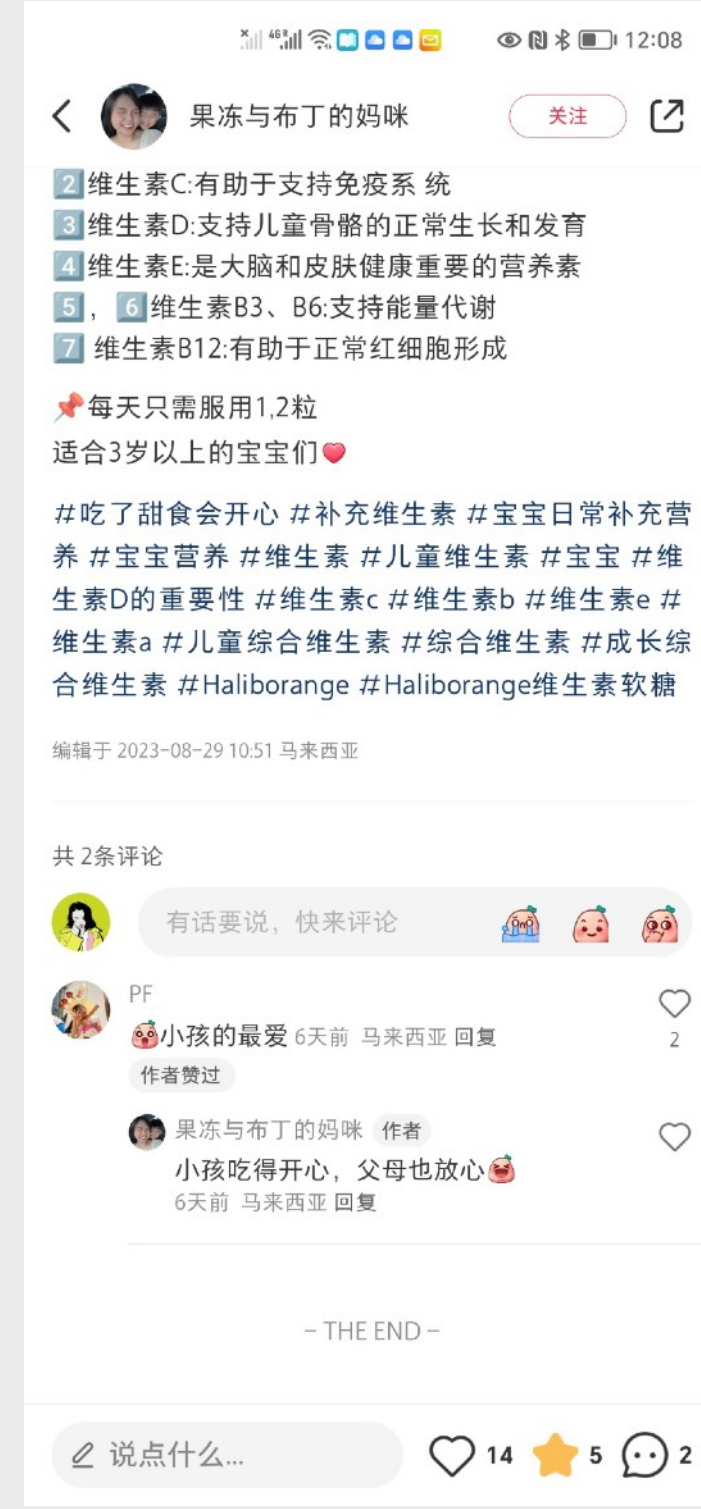 4G 12:08
果冻与布丁的妈咪 关注
2 维生素C:有助于支持免疫系 统
3 维生素D:支持儿童骨骼的正常生长和发育
4 维生素E:是大脑和皮肤健康重要的营养素
5 ，6 维生素B3、B6:支持能量代谢
7 维生素B12:有助于正常红细胞形成
📌每天只需服用1,2粒
适合3岁以上的宝宝们❤
#吃了甜食会开心 #补充维生素 #宝宝日常补充营
养 #宝宝营养 #维生素 #儿童维生素 #宝宝 #维
生素D的重要性 #维生素c #维生素b #维生素e #
维生素a #儿童综合维生素 #综合维生素 #成长综
合维生素 #Haliborange #Haliborange维生素软糖
编辑于 2023-08-29 10:51 马来西亚
共 2条评论
有话要说，快来评论
PF
小孩的最爱 6天前 马来西亚 回复
2
作者赞过
果冻与布丁的妈咪 作者
小孩吃得开心，父母也放心
6天前 马来西亚 回复
- THE END -
说点什么... 14 5 2